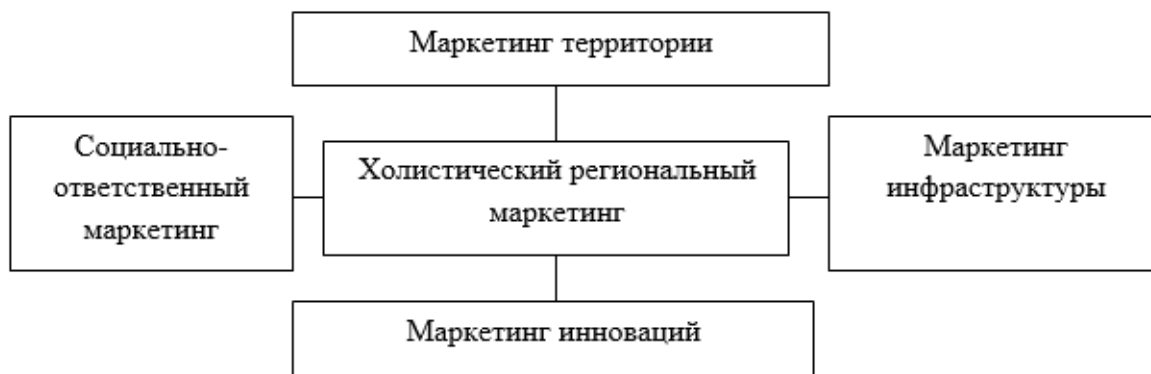 Маркетинг территории
Социально-
ответственный
маркетинг
Холистический региональный
маркетинг
Маркетинг
инфраструктуры
Маркетинг инноваций